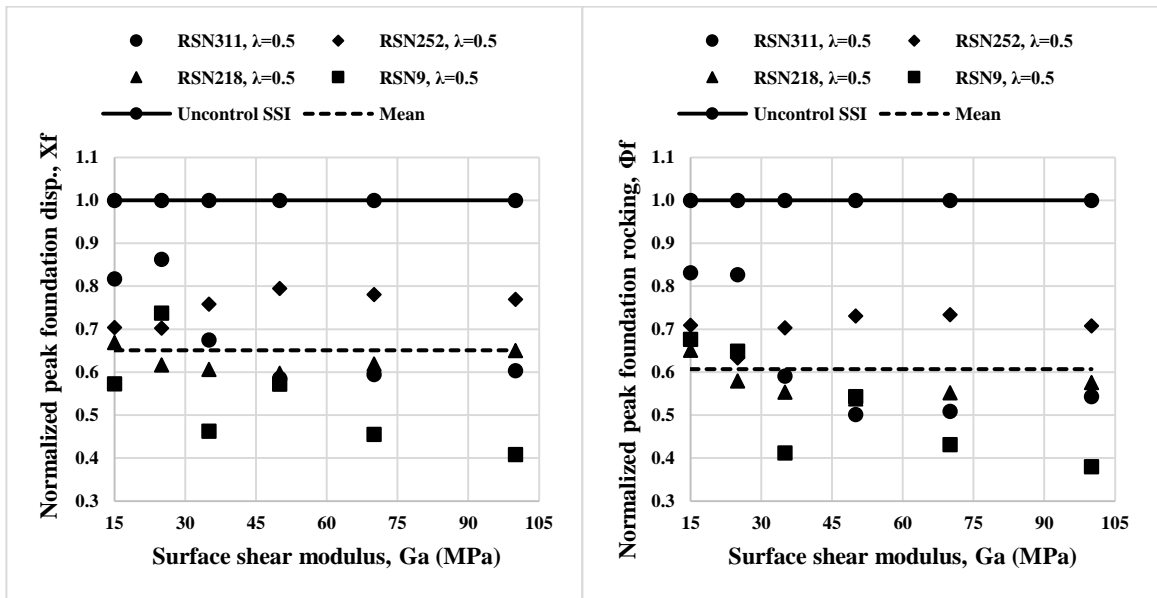 RSN311, λ=0.5
RSN252, λ=0.5
RSN218, λ=0.5
RSN9, λ=0.5
Uncontrol SSI
Mean
Normalized peak foundation disp., Xf
1.1
1.0
0.9
0.8
0.7
0.6
0.5
0.4
0.3
15
30
45
60
75
90
105
Surface shear modulus, Ga (MPa)
RSN311, λ=0.5
RSN252, λ=0.5
RSN218, λ=0.5
RSN9, λ=0.5
Uncontrol SSI
Mean
Normalized peak foundation rocking, Φf
1.1
1.0
0.9
0.8
0.7
0.6
0.5
0.4
0.3
15
30
45
60
75
90
105
Surface shear modulus, Ga (MPa)